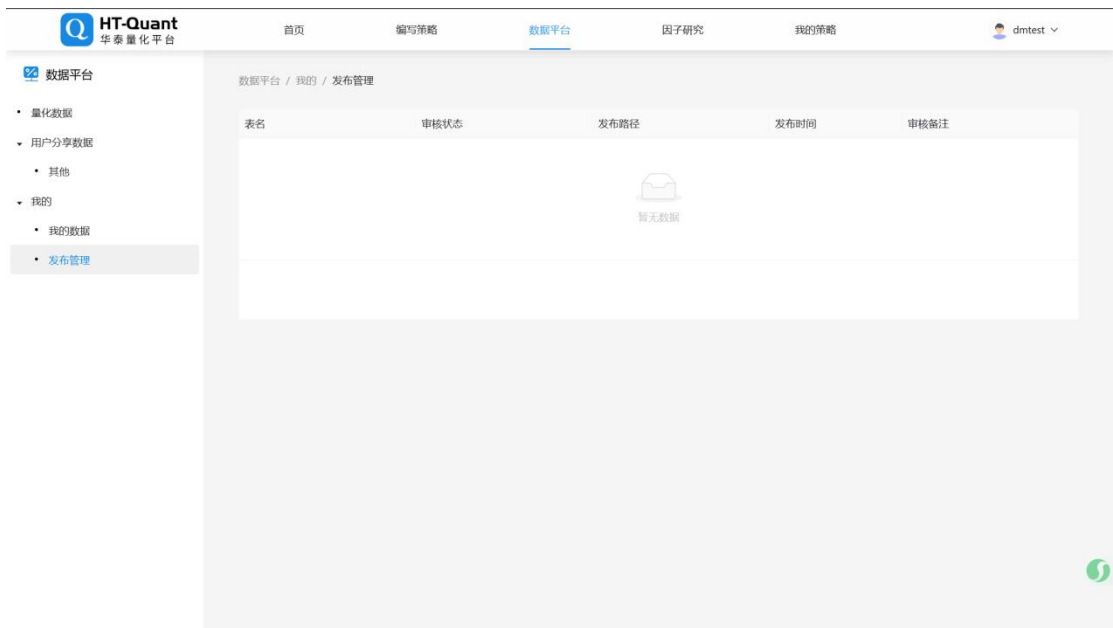 HT-Quant
华泰量化平台
首页 编写策略 数据平台 因子研究 我的策略 dmtest
数据平台
量化数据
用户分享数据
其他
我的
我的数据
发布管理
数据平台 / 我的 / 发布管理
表名 审核状态 发布路径 发布时间 审核备注
暂无数据